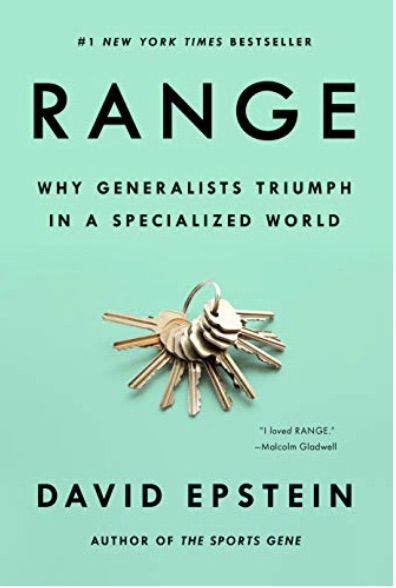 #1 NEW YORK TIMES BESTSELLER
RANGE
WHY GENERALISTS TRIUMPH
IN A SPECIALIZED WORLD
"I loved RANGE."
—Malcolm Gladwell
DAVID EPSTEIN
AUTHOR OF THE SPORTS GENE